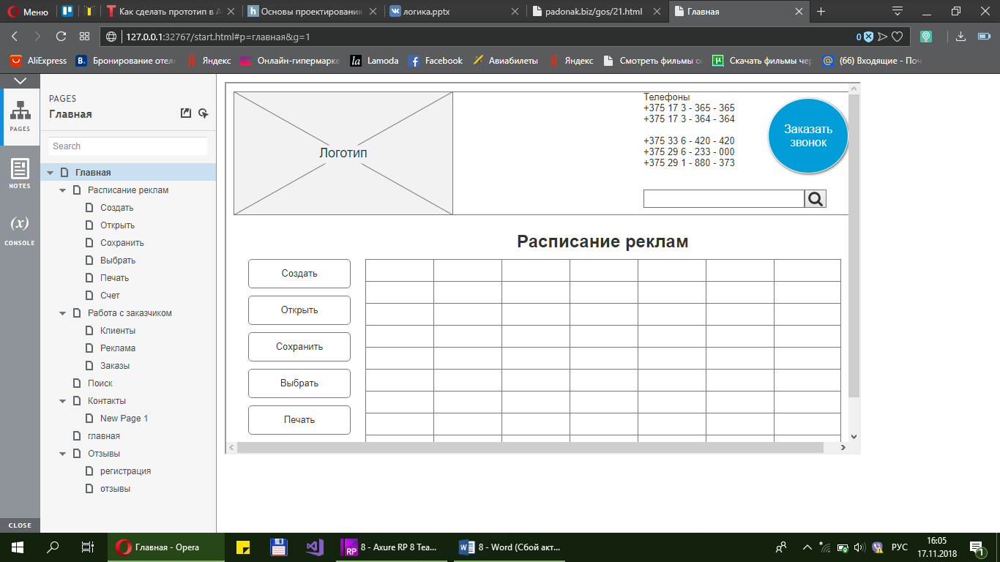 Меню
Как сделать прототип в A
Основы проектирования
логика.pptx
padonak.biz/gos/21.html
Главная
127.0.0.1:32767/start.html#p=главная&g=1
0
AliExpress
Бронирование отеле
Яндекс
Онлайн-гипермарке
Lamoda
Facebook
Авиабилеты
Яндекс
Смотреть фильмы о
Скачать фильмы чер
(66) Входящие - Поч
PAGES
NOTES
(x)
CONSOLE
CLOSE
PAGES
Главная
Search
Главная
Расписание реклам
Создать
Открыть
Сохранить
Выбрать
Печать
Счет
Работа с заказчиком
Клиенты
Реклама
Заказы
Поиск
Контакты
New Page 1
главная
Отзывы
регистрация
отзывы
Логотип
Телефоны
+375 17 3 - 365 - 365
+375 17 3 - 364 - 364
+375 33 6 - 420 - 420
+375 29 6 - 233 - 000
+375 29 1 - 880 - 373
Заказать
звонок
Расписание реклам
Создать
Открыть
Сохранить
Выбрать
Печать
Главная - Opera
8 - Axure RP 8 Tea...
8 - Word (Сбой акт...
РУС
16:05
17.11.2018
1